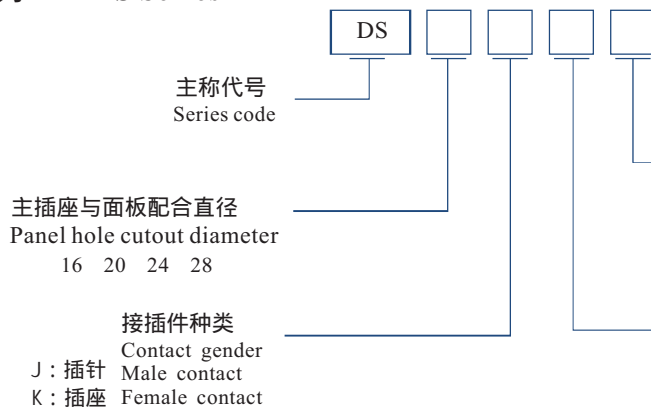 DS
主称代号
Series code
主插座与面板配合直径
Panel hole cutout diameter
16 20 24 28
接插件种类
Contact gender
J：插针 Male contact
K：插座 Female contact